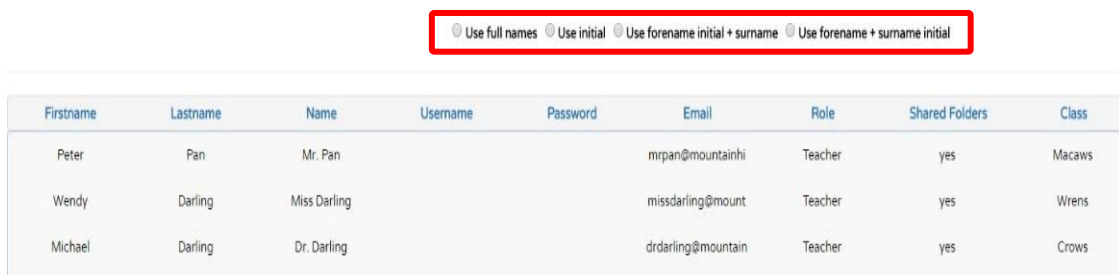 Use full names Use initial Use forename initial + surname Use forename + surname initial
Firstname Lastname Name Username Password Email Role Shared Folders Class
Peter Pan Mr. Pan mrpan@mountainhi Teacher yes Macaws
Wendy Darling Miss Darling missdarling@mount Teacher yes Wrens
Michael Darling Dr. Darling drdarling@mountain Teacher yes Crows